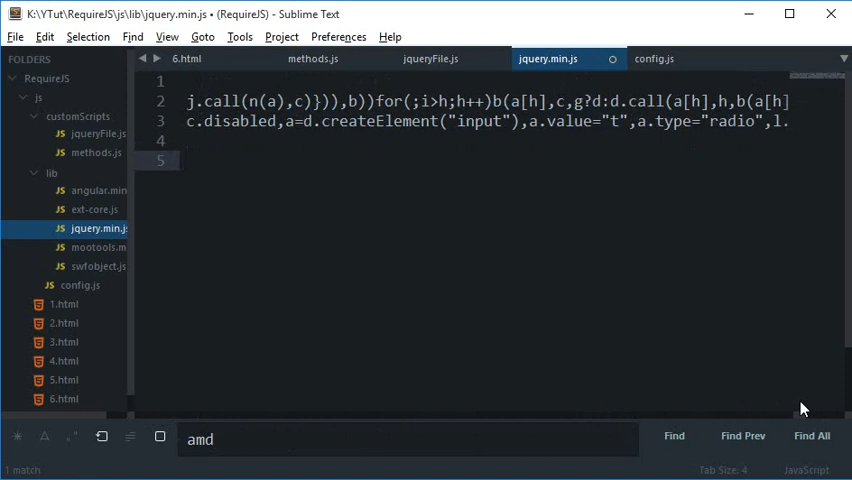 K:\YTut\RequireJS\js\lib\jquery.min.js • (RequireJS) - Sublime Text
File Edit Selection Find View Goto Tools Project Preferences Help
FOLDERS
RequireJS
js
customScripts
jqueryFile.js
methods.js
lib
angular.min
ext-core.js
jquery.min.js
mootools.m
swfobject.js
config.js
1.html
2.html
3.html
4.html
5.html
6.html
6.html methods.js jqueryFile.js jquery.min.js config.js
1
2 j.call(n(a),c)})),b))for(;i>h;h++)b(a[h],c,g?d:d.call(a[h],h,b(a[h]
3 c.disabled,a=d.createElement("input"),a.value="t",a.type="radio",l.
4
5
amd
Find Find Prev Find All
1 match Tab Size: 4 JavaScript